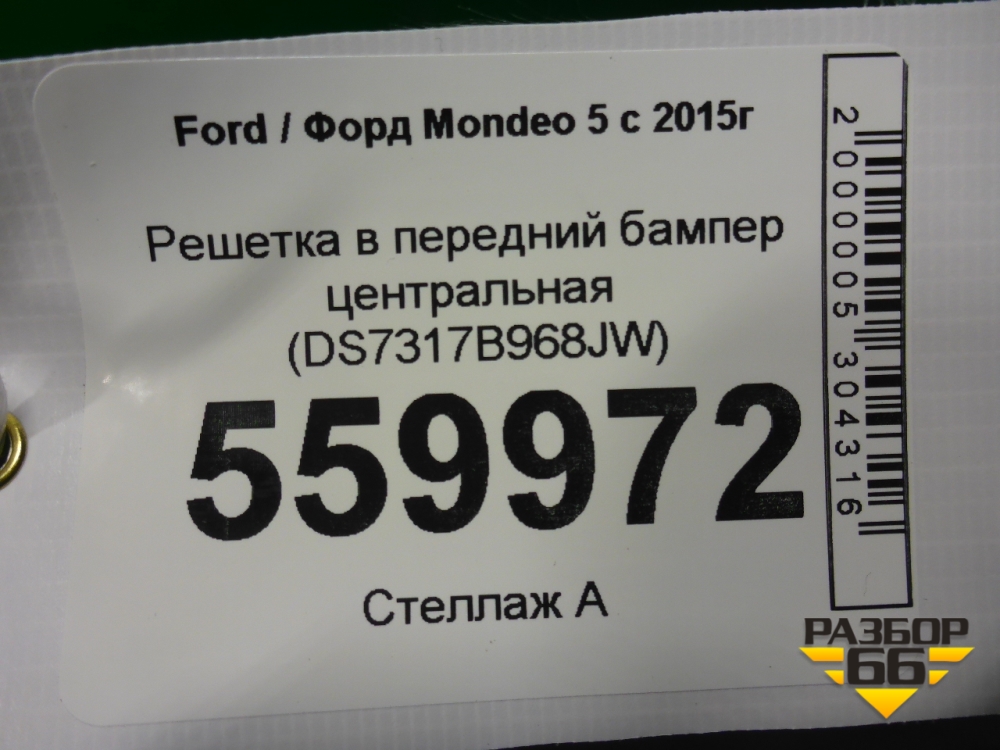 Ford / Форд Mondeo 5 с 2015г
Решетка в передний бампер
центральная
(DS7317B968JW)
559972
Стеллаж А
2000005304316
РАЗБОР
66